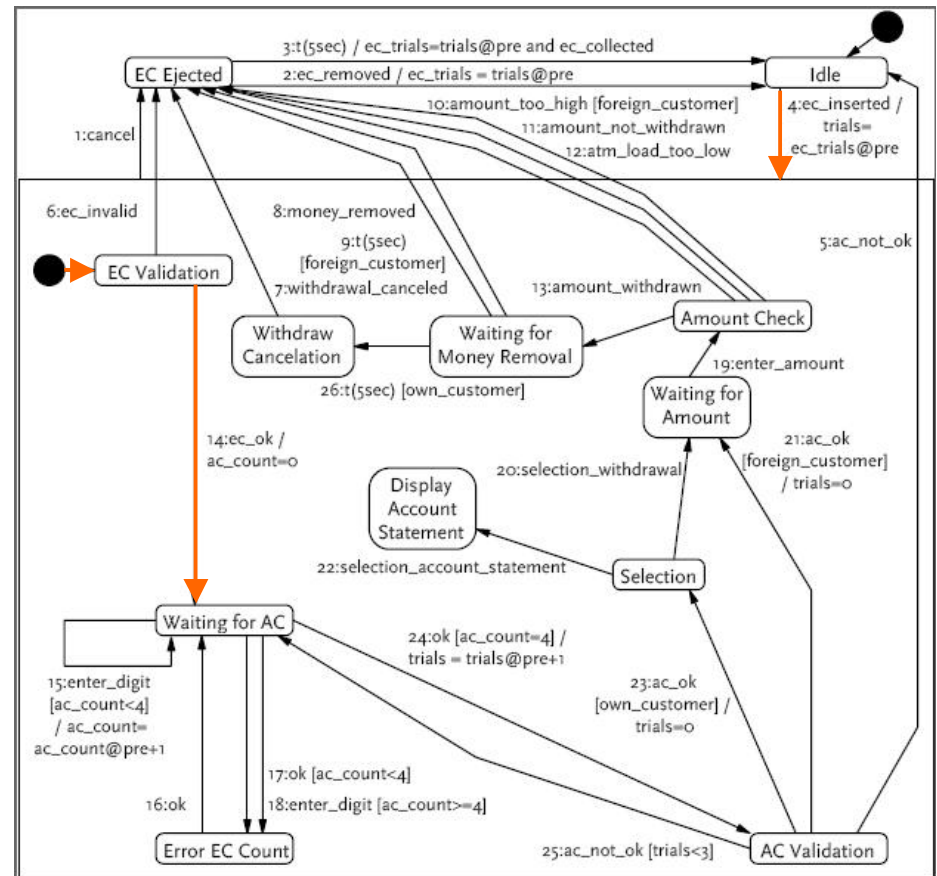 3:t(5sec) / ec_trials=trials@pre and ec_collected
EC Ejected
Idle
2:ec_removed / ec_trials = trials@pre
10:amount_too_high [foreign_customer]
4:ec_inserted /
trials=
ec_trials@pre
11:amount_not_withdrawn
1:cancel
12:atm_load_too_low
6:ec_invalid
8:money_removed
9:t(5sec)
[foreign_customer]
5:ac_not_ok
EC Validation
7:withdrawal_canceled
13:amount_withdrawn
Withdraw
Cancelation
Waiting for
Money Removal
Amount Check
26:t(5sec) [own_customer]
19:enter_amount
Waiting for
Amount
14:ec_ok /
ac_count=0
21:ac_ok
[foreign_customer]
/ trials=0
20:selection_withdrawal
Display
Account
Statement
22:selection_account_statement
Selection
Waiting for AC
24:ok [ac_count=4] /
trials = trials@pre+1
15:enter_digit
[ac_count<4]
/ ac_count=
ac_count@pre+1
23:ac_ok
[own_customer] /
trials=0
17:ok [ac_count<4]
16:ok
18:enter_digit [ac_count>=4]
Error EC Count
25:ac_not_ok [trials<3]
AC Validation